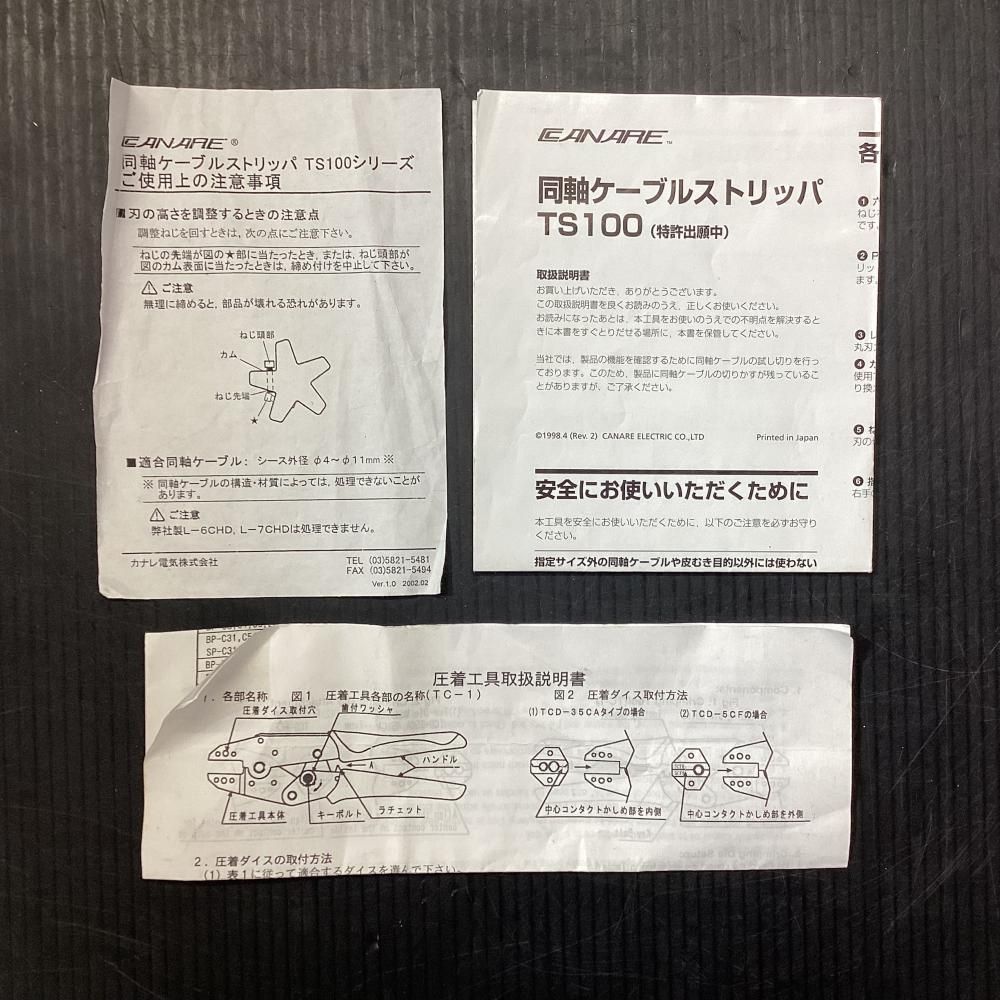 CANARE®
同軸ケーブルストリッパ TS100シリーズ
ご使用上の注意事項
■刃の高さを調整するときの注意点
調整ねじを回すときは、次の点にご注意下さい。
ねじの先端が図の★部に当たったとき、または、ねじ頭部が
図のカム表面に当たったときは、締め付けを中止して下さい。
⚠ ご注意
無理に締めると、部品が壊れる恐れがあります。
ねじ頭部
カム
ねじ先端
★
■適合同軸ケーブル: シース外径 φ4～φ11mm ※
※ 同軸ケーブルの構造・材質によっては、処理できないことが
あります。
⚠ ご注意
弊社製L-6CHD, L-7CHDは処理できません。
カナレ電気株式会社
TEL (03)5821-5481
FAX (03)5821-5494
Ver.1.0 2002.02
CANARE™
同軸ケーブルストリッパ
TS100 (特許出願中)
取扱説明書
お買い上げいただき、ありがとうございます。
この取扱説明書を良くお読みのうえ、正しくお使いください。
お読みになったあとは、本工具をお使いのうえでの不明点を解決すると
きに本書をすぐとりだせる場所に、本書を保管してください。
当社では、製品の機能を確認するために同軸ケーブルの試し切りを行っ
ております。このため、製品に同軸ケーブルの切りかすが残っているこ
とがありますが、ご了承ください。
©1998.4 (Rev. 2) CANARE ELECTRIC CO.,LTD
Printed in Japan
安全にお使いいただくために
本工具を安全にお使いいただくために、以下のご注意を必ずお守り
ください。
指定サイズ外の同軸ケーブルや皮むき目的以外には使わない
各
❶
ねじ
です
❷ P
リッ
ます
❸ レ
丸刃
❹ カ
使用
り換
❺ ね
刃の
❻ 指
右手
BP-C31,C5
SP-C31
BP-
圧着工具取扱説明書
1. 各部名称
図1 圧着工具各部の名称(TC-1)
図2 圧着ダイス取付方法
圧着ダイス取付穴
歯付ワッシャ
(1)TCD-35CAタイプの場合
(2)TCD-5CFの場合
A
ハンドル
圧着工具本体
キーボルト
ラチェット
中心コンタクトかしめ部を内側
中心コンタクトかしめ部を外側
2. 圧着ダイスの取付方法
(1) 表1に従って適合するダイスを選んで下さい。